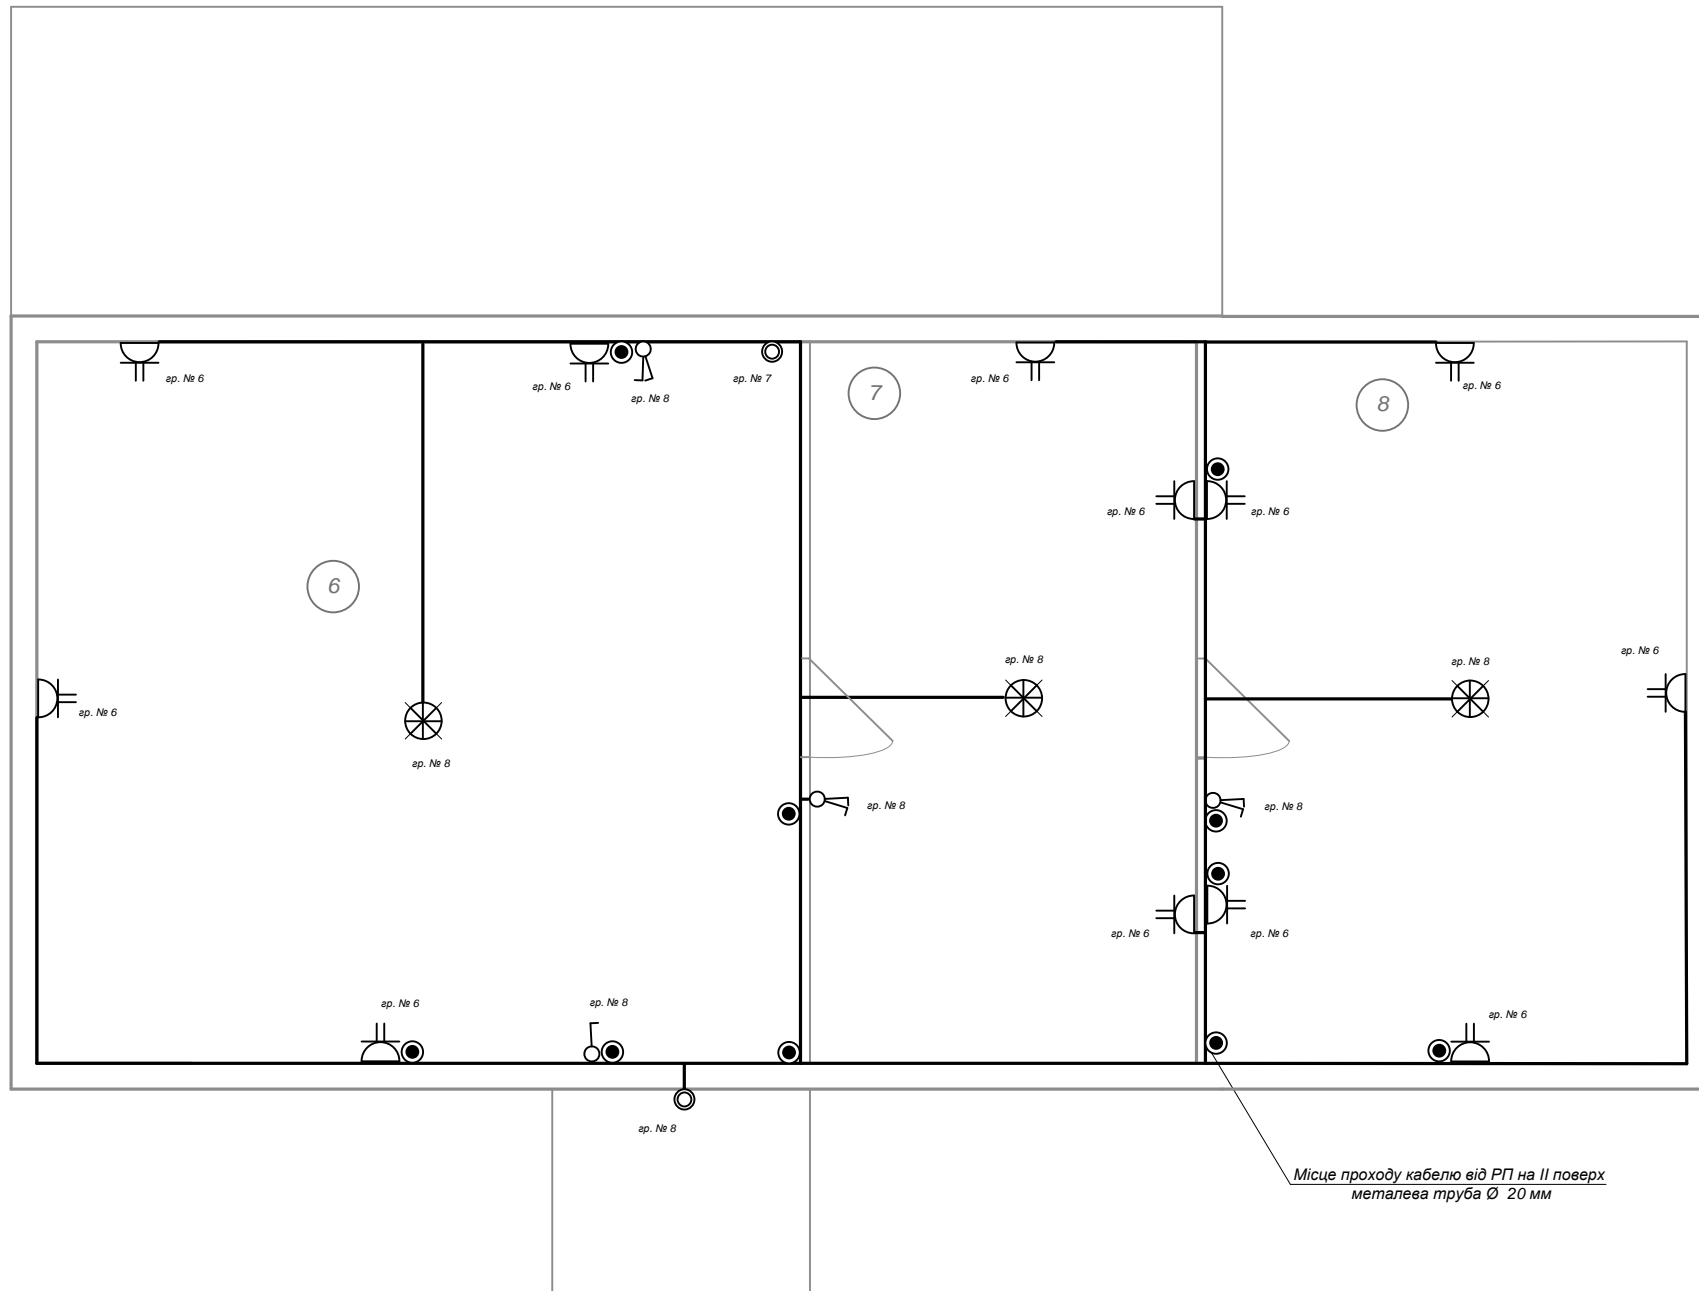 гр. № 6
гр. № 6
гр. № 8
гр. № 7
7
гр. № 6
8
гр. № 6
гр. № 6
гр. № 6
6
гр. № 6
гр. № 8
гр. № 8
гр. № 8
гр. № 6
гр. № 8
гр. № 8
гр. № 6
гр. № 6
гр. № 6
гр. № 8
гр. № 6
гр. № 8
Місце проходу кабелю від РП на II поверх
металева труба Ø 20 мм